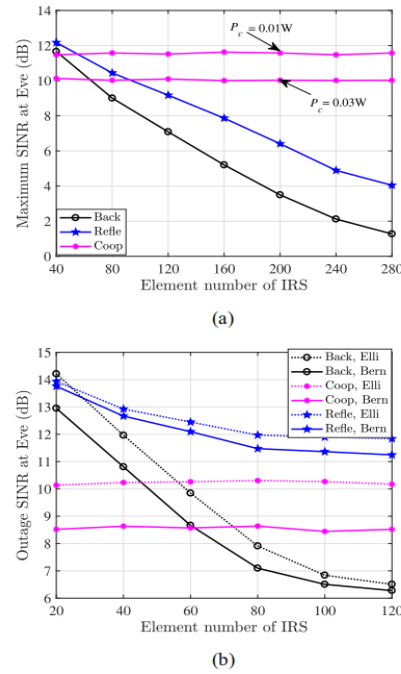 14
12
10
8
6
4
2
0
Maximum SINR at Eve (dB)
P_c = 0.01W
P_c = 0.03W
Back
Refle
Coop
40 80 120 160 200 240 280
Element number of IRS
(a)
15
14
13
12
11
10
9
8
7
6
Outage SINR at Eve (dB)
Back, Elli
Back, Bern
Coop, Elli
Coop, Bern
Refle, Elli
Refle, Bern
20 40 60 80 100 120
Element number of IRS
(b)